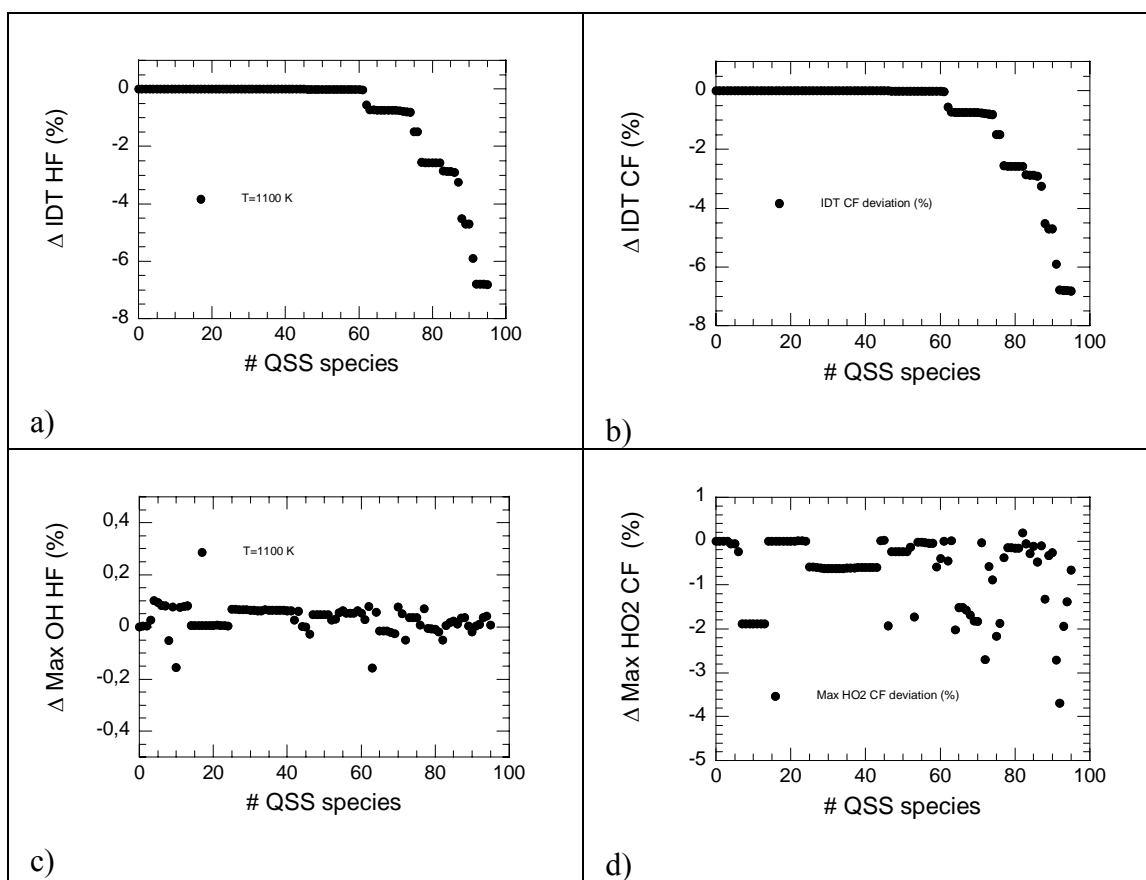 Δ IDT HF (%)
0
-2
-4
-6
-8
T=1100 K
0 20 40 60 80 100
# QSS species
a)
Δ IDT CF (%)
0
-2
-4
-6
-8
IDT CF deviation (%)
0 20 40 60 80 100
# QSS species
b)
Δ Max OH HF (%)
0,4
0,2
0
-0,2
-0,4
T=1100 K
0 20 40 60 80 100
# QSS species
c)
Δ Max HO2 CF (%)
1
0
-1
-2
-3
-4
-5
Max HO2 CF deviation (%)
0 20 40 60 80 100
# QSS species
d)